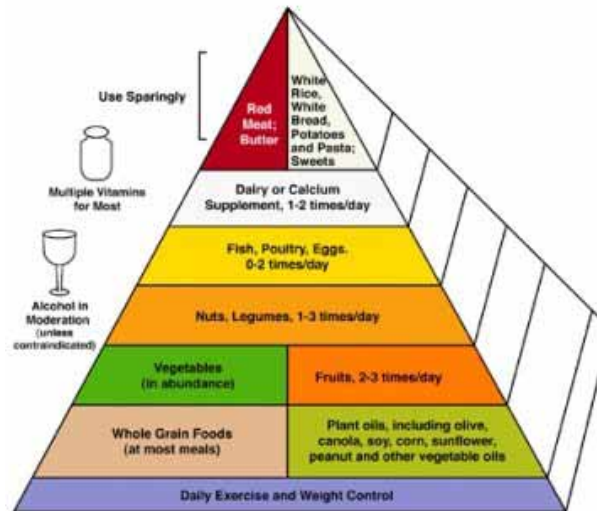 Use Sparingly
Red
Meat;
Butter
White
Rice,
White
Bread,
Potatoes
and Pasta;
Sweets
Multiple Vitamins
for Most
Dairy or Calcium
Supplement, 1-2 times/day
Fish, Poultry, Eggs.
0-2 times/day
Alcohol in
Moderation
(unless
contraindicated)
Nuts, Legumes, 1-3 times/day
Vegetables
(in abundance)
Fruits, 2-3 times/day
Whole Grain Foods
(at most meals)
Plant oils, including olive,
canola, soy, corn, sunflower,
peanut and other vegetable oils
Daily Exercise and Weight Control